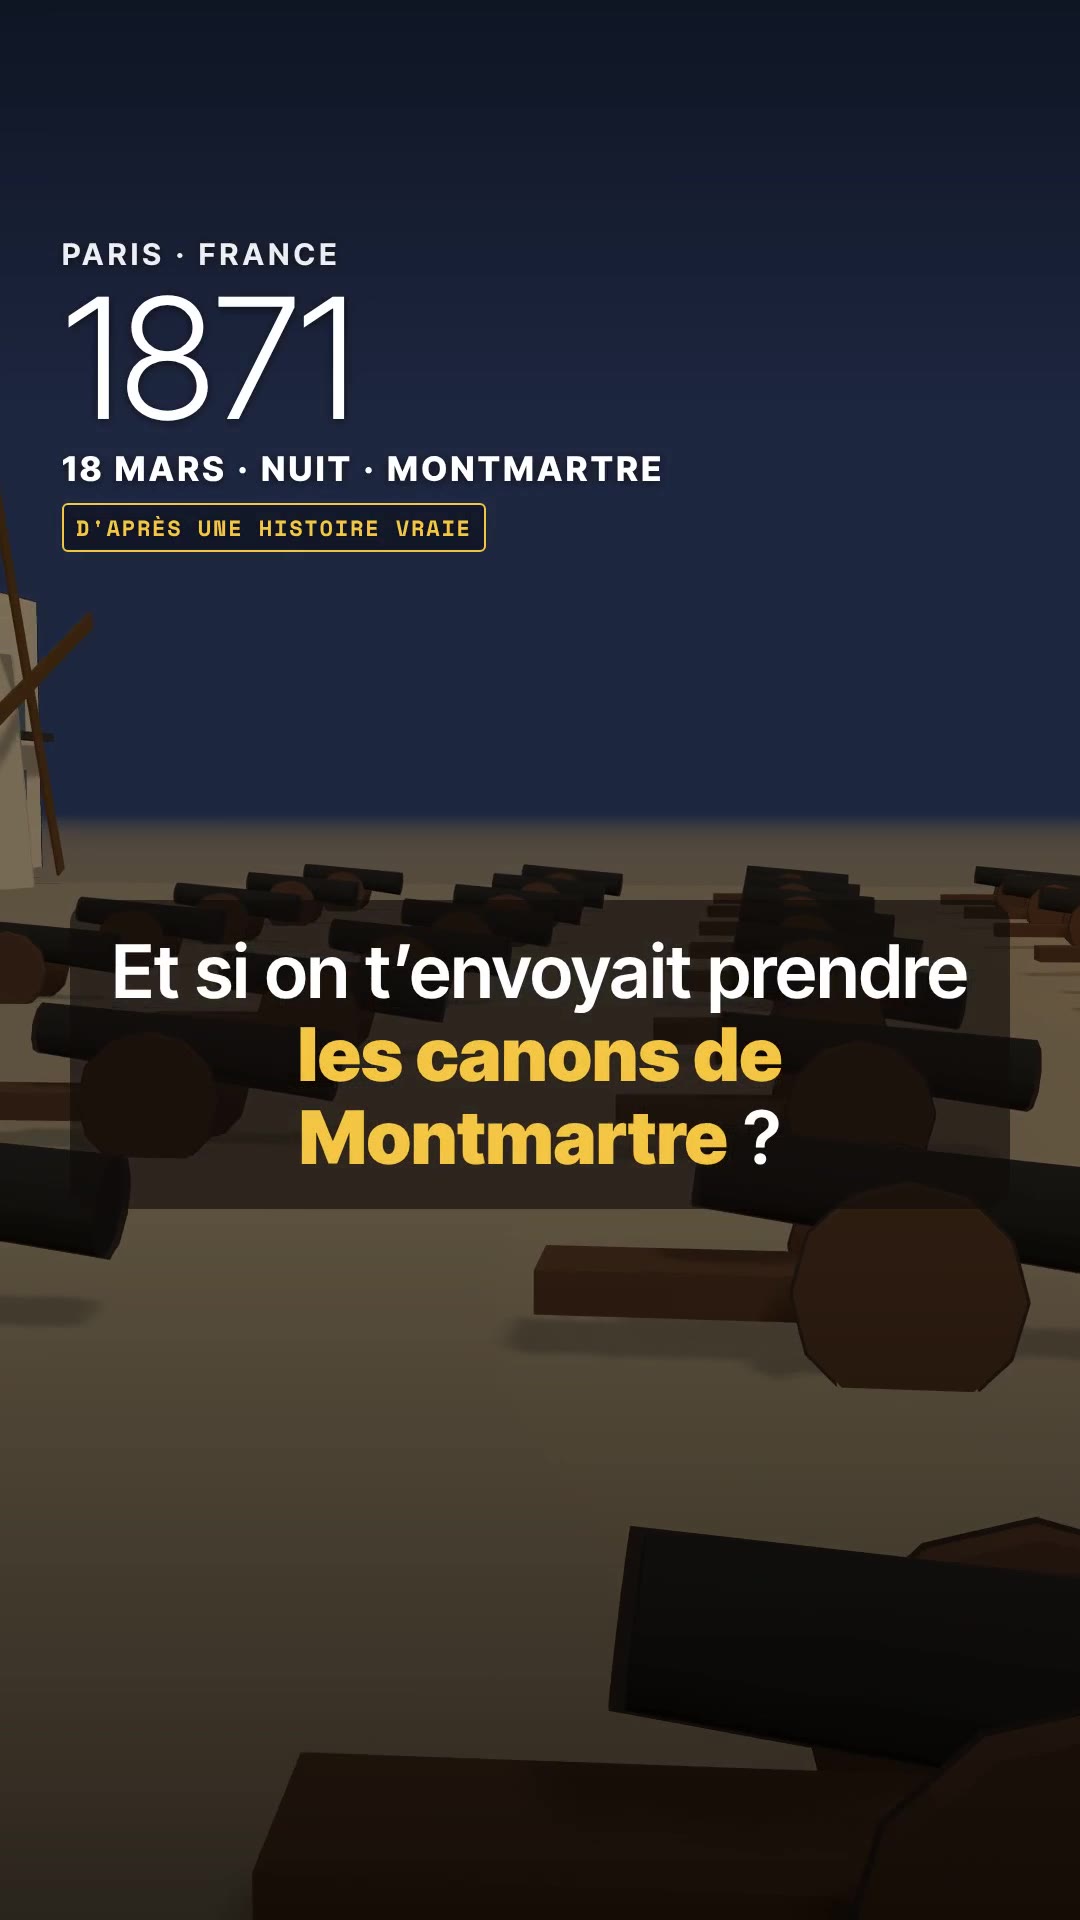 PARIS · FRANCE
1871
18 MARS · NUIT · MONTMARTRE
D'APRÈS UNE HISTOIRE VRAIE
Et si on t’envoyait prendre
les canons de
Montmartre ?